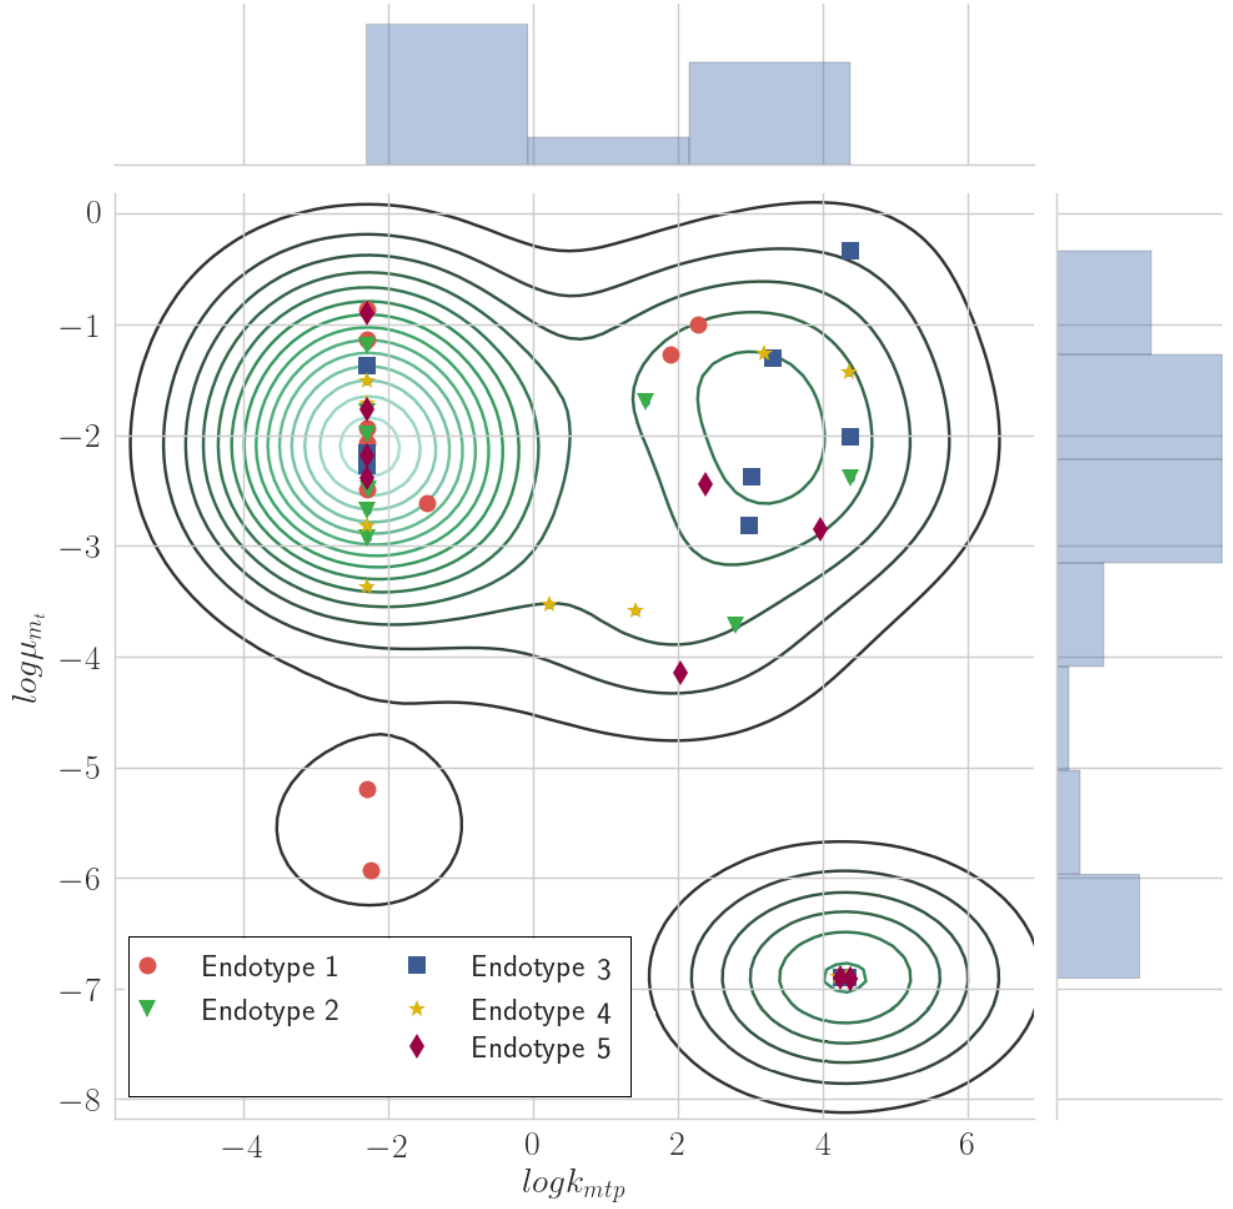 0
−1
−2
−3
−4
−5
−6
−7
−8
logμ_{m_t}
Endotype 1
Endotype 2
Endotype 3
Endotype 4
Endotype 5
−4 −2 0 2 4 6
logk_{mtp}